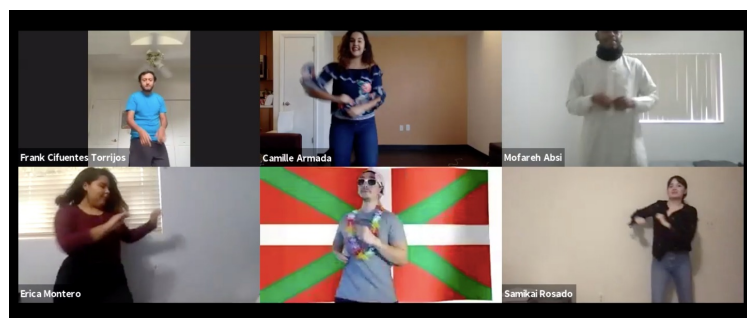 Frank Cifuentes Torrijos
Camille Armada
Mofareh Absi
Erica Montero
Samikai Rosado